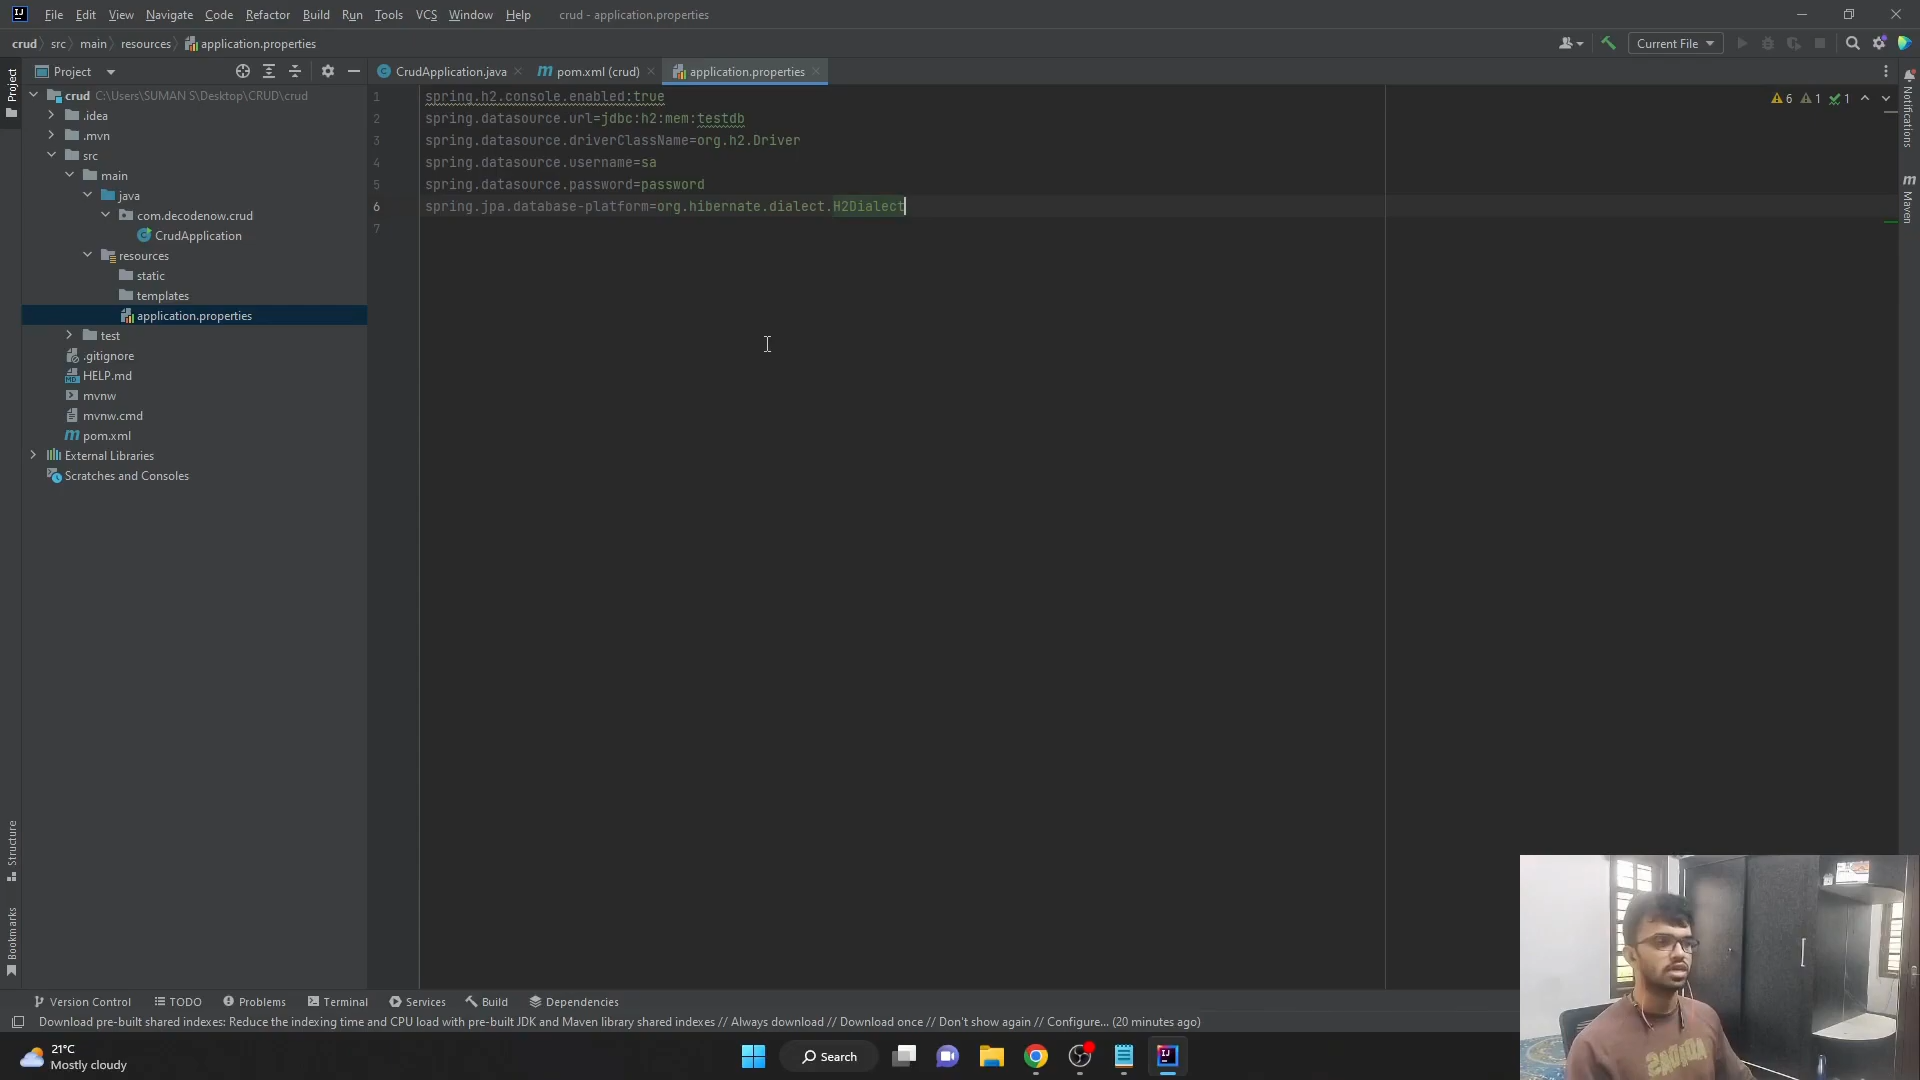 File Edit View Navigate Code Refactor Build Run Tools VCS Window Help crud - application.properties
crud src main resources application.properties
Current File
Project
CrudApplication.java
pom.xml (crud)
application.properties
Project
crud C:\Users\SUMAN S\Desktop\CRUD\crud
.idea
.mvn
src
main
java
com.decodenow.crud
CrudApplication
resources
static
templates
application.properties
test
.gitignore
HELP.md
mvnw
mvnw.cmd
pom.xml
External Libraries
Scratches and Consoles
1 spring.h2.console.enabled:true
2 spring.datasource.url=jdbc:h2:mem:testdb
3 spring.datasource.driverClassName=org.h2.Driver
4 spring.datasource.username=sa
5 spring.datasource.password=password
6 spring.jpa.database-platform=org.hibernate.dialect.H2Dialect
7
6 1 1
Notifications
Maven
Structure
Bookmarks
Version Control TODO Problems Terminal Services Build Dependencies
Download pre-built shared indexes: Reduce the indexing time and CPU load with pre-built JDK and Maven library shared indexes // Always download // Download once // Don't show again // Configure... (20 minutes ago)
21°C
Mostly cloudy
Search
adidas